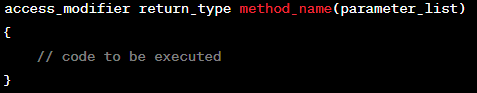 access_modifier return_type method_name(parameter_list)
{
    // code to be executed
}